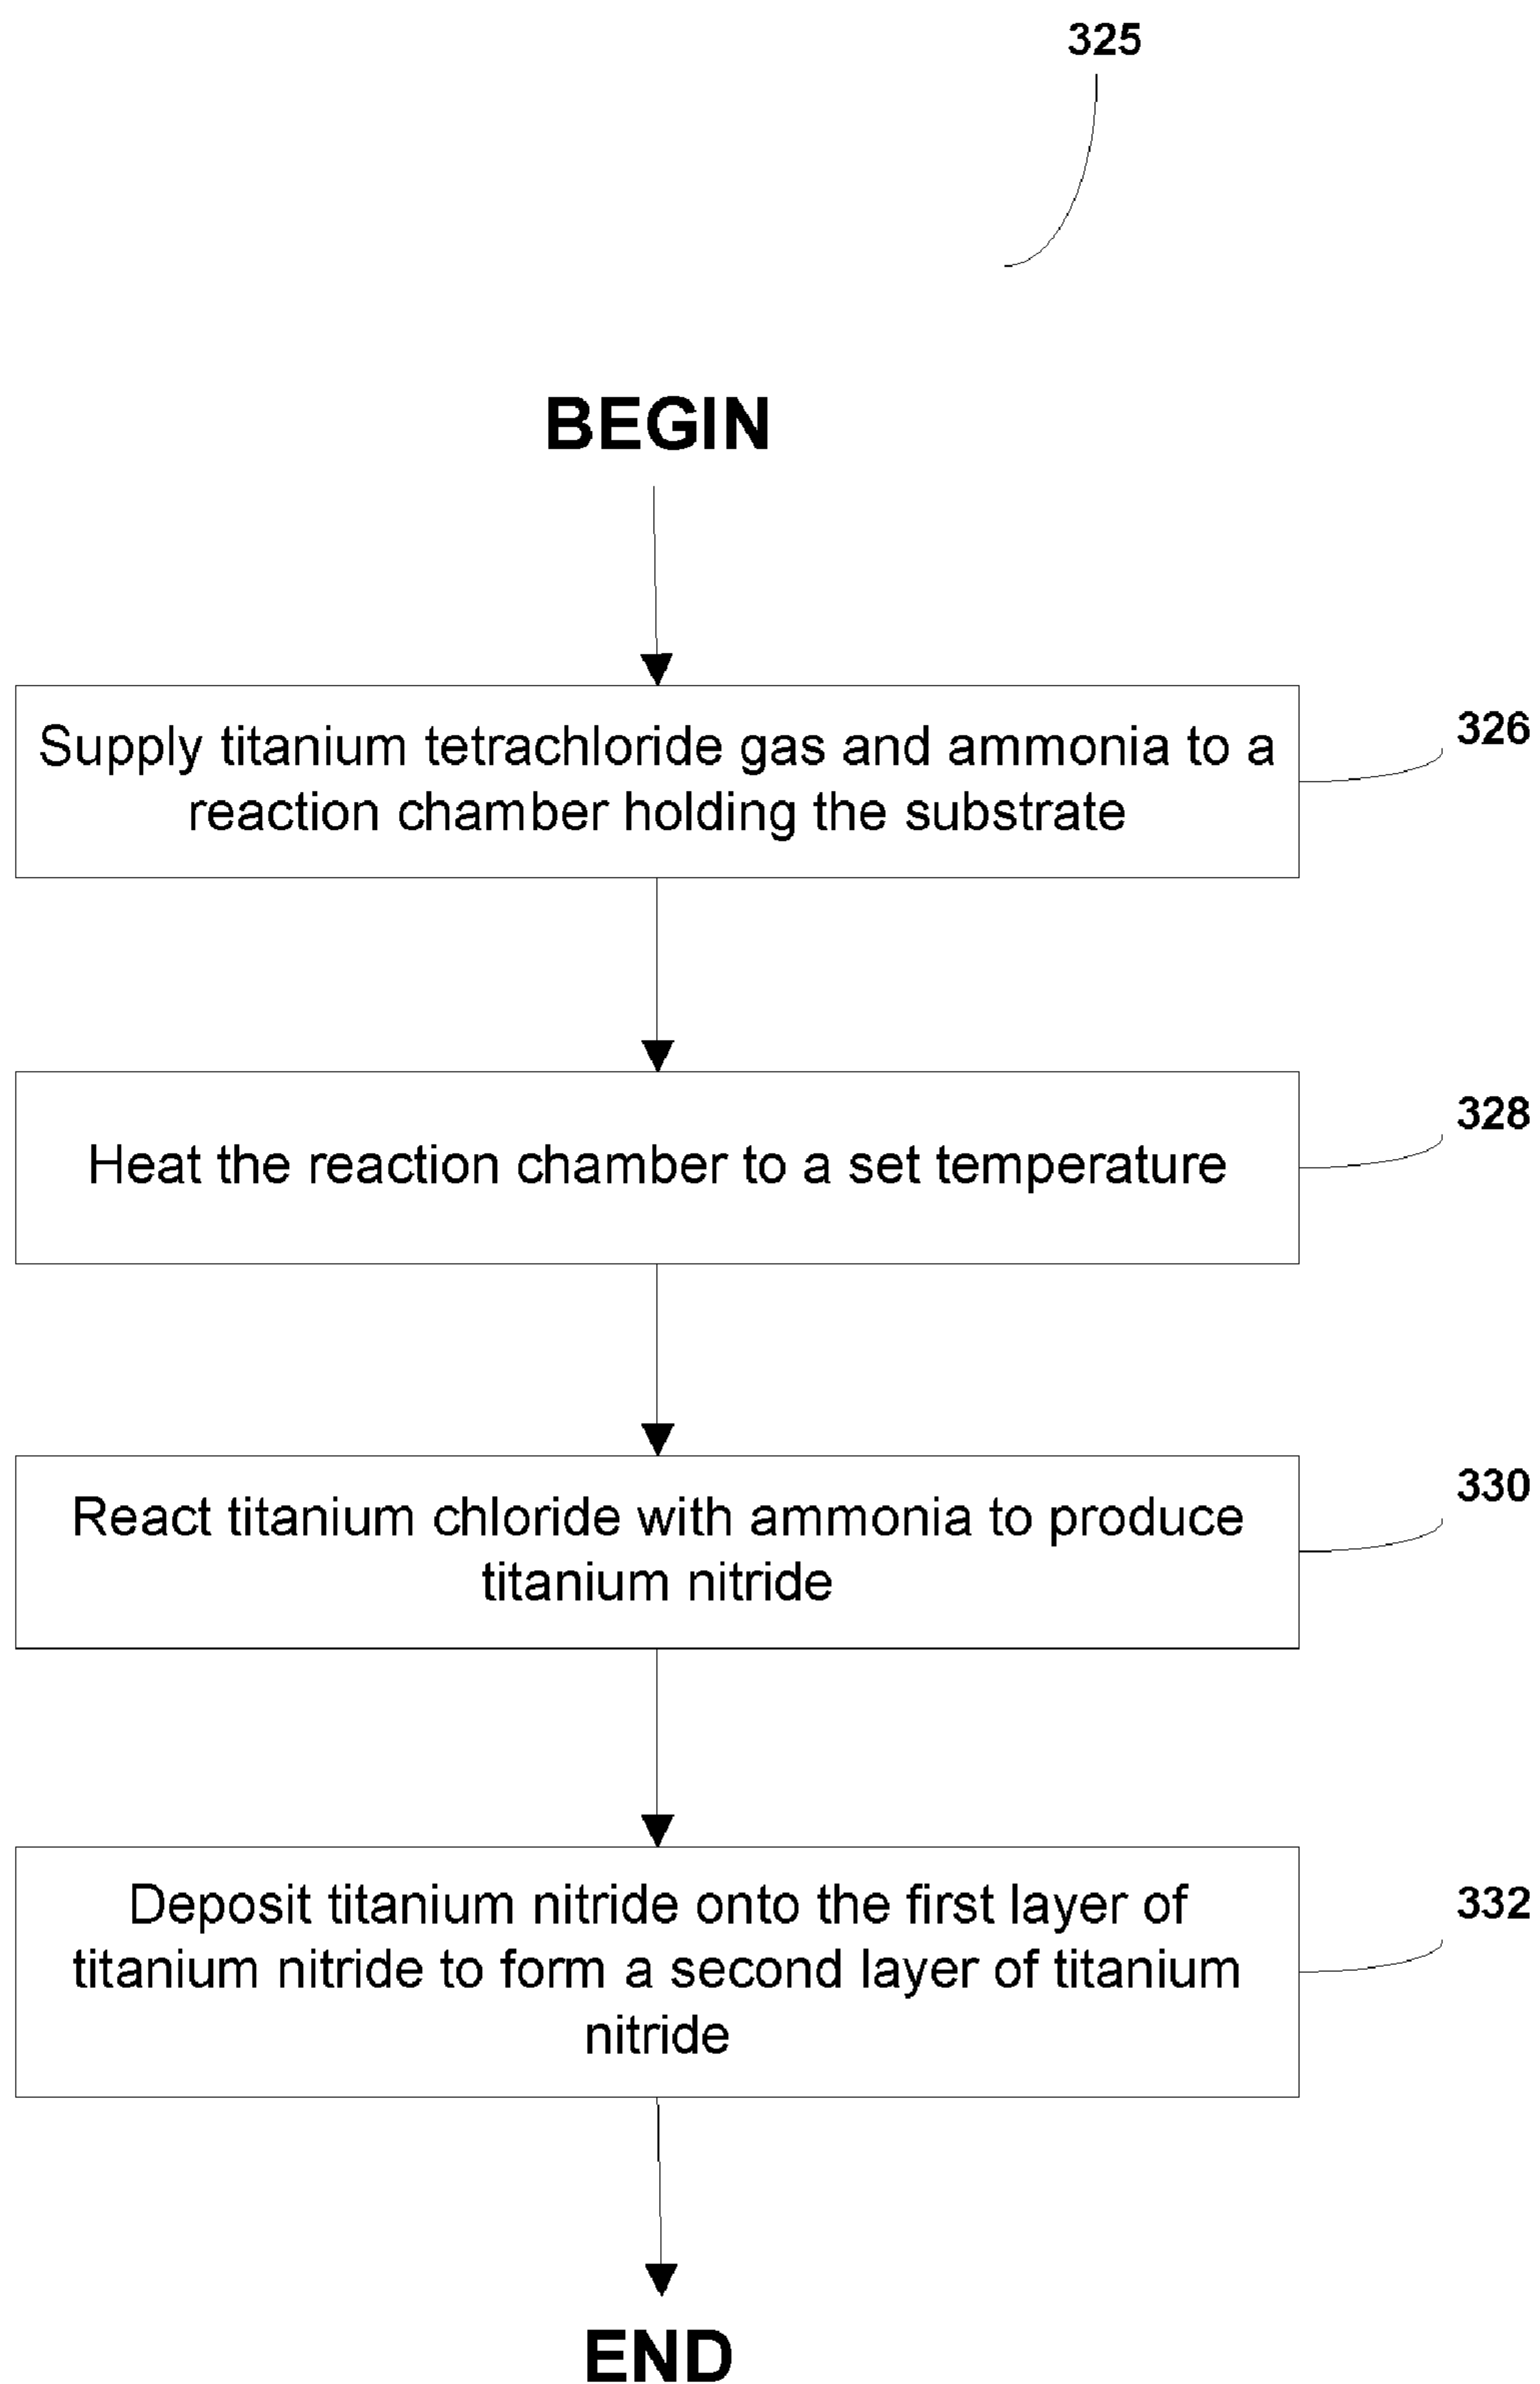 325
BEGIN
Supply titanium tetrachloride gas and ammonia to a
reaction chamber holding the substrate
326
Heat the reaction chamber to a set temperature
328
React titanium chloride with ammonia to produce
titanium nitride
330
Deposit titanium nitride onto the first layer of
titanium nitride to form a second layer of titanium
nitride
332
END